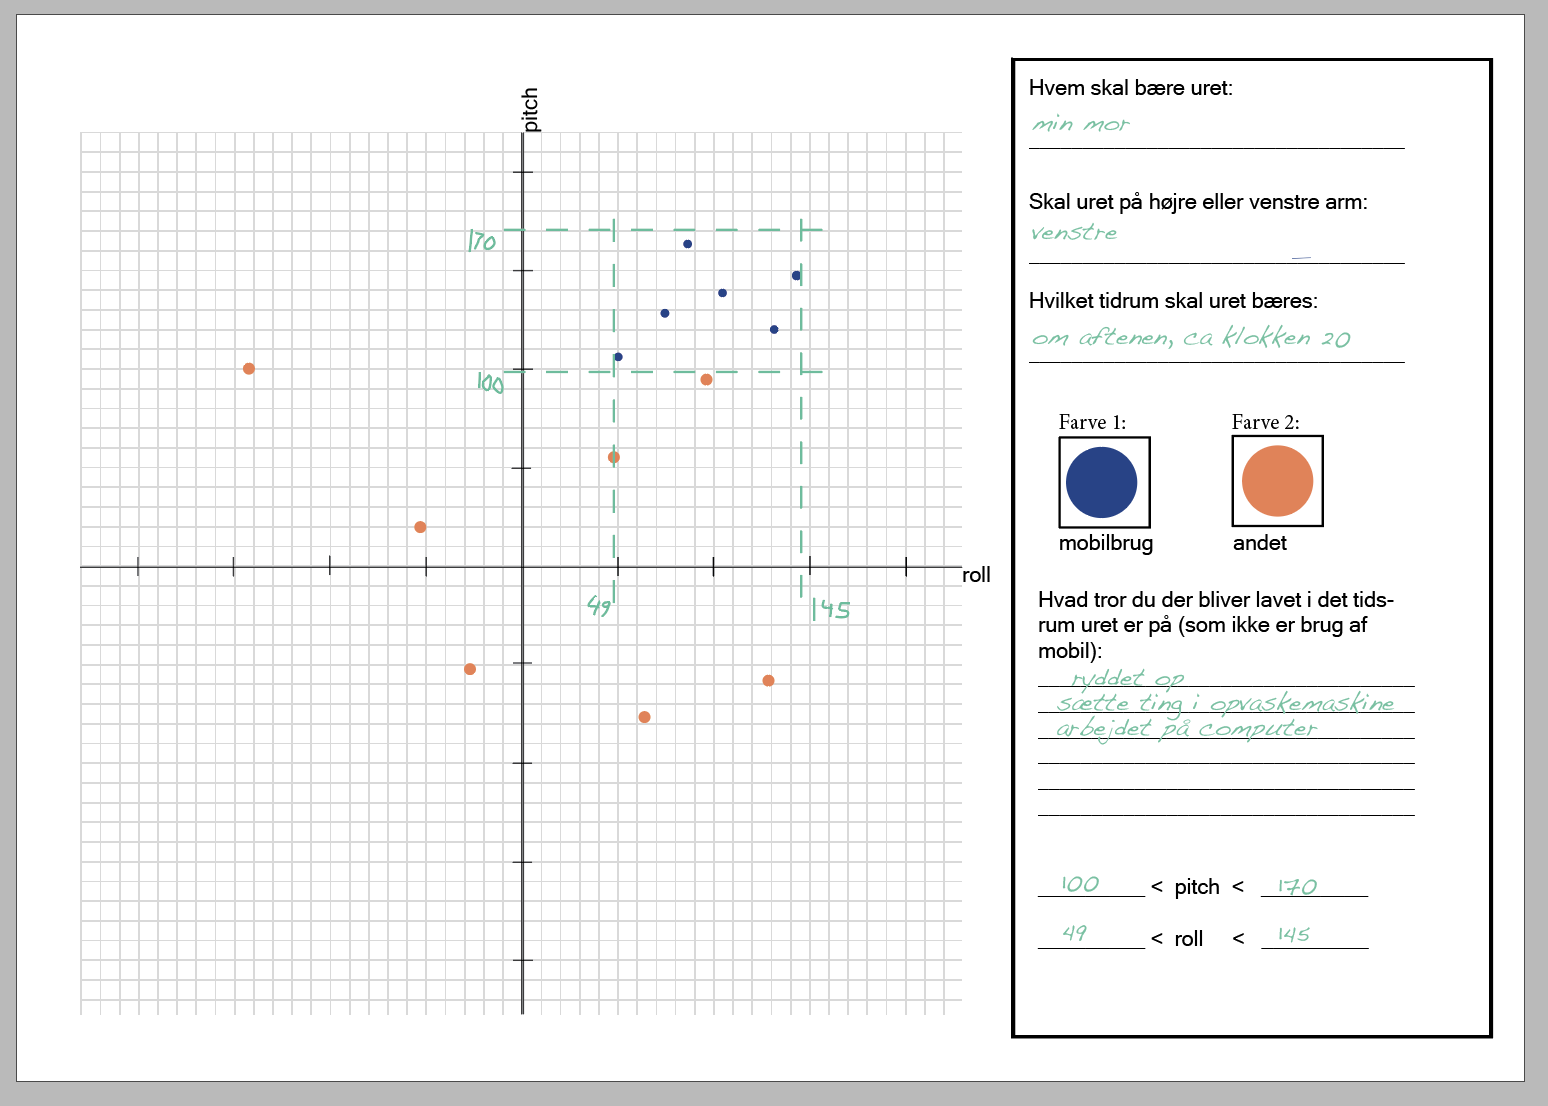 pitch
170
100
roll
49
145
Hvem skal bære uret:
min mor
Skal uret på højre eller venstre arm:
venstre
Hvilket tidrum skal uret bæres:
om aftenen, ca klokken 20
Farve 1: Farve 2:
mobilbrug andet
Hvad tror du der bliver lavet i det tids-
rum uret er på (som ikke er brug af
mobil):
ryddet op
sætte ting i opvaskemaskine
arbejdet på computer
100 < pitch < 170
49 < roll < 145